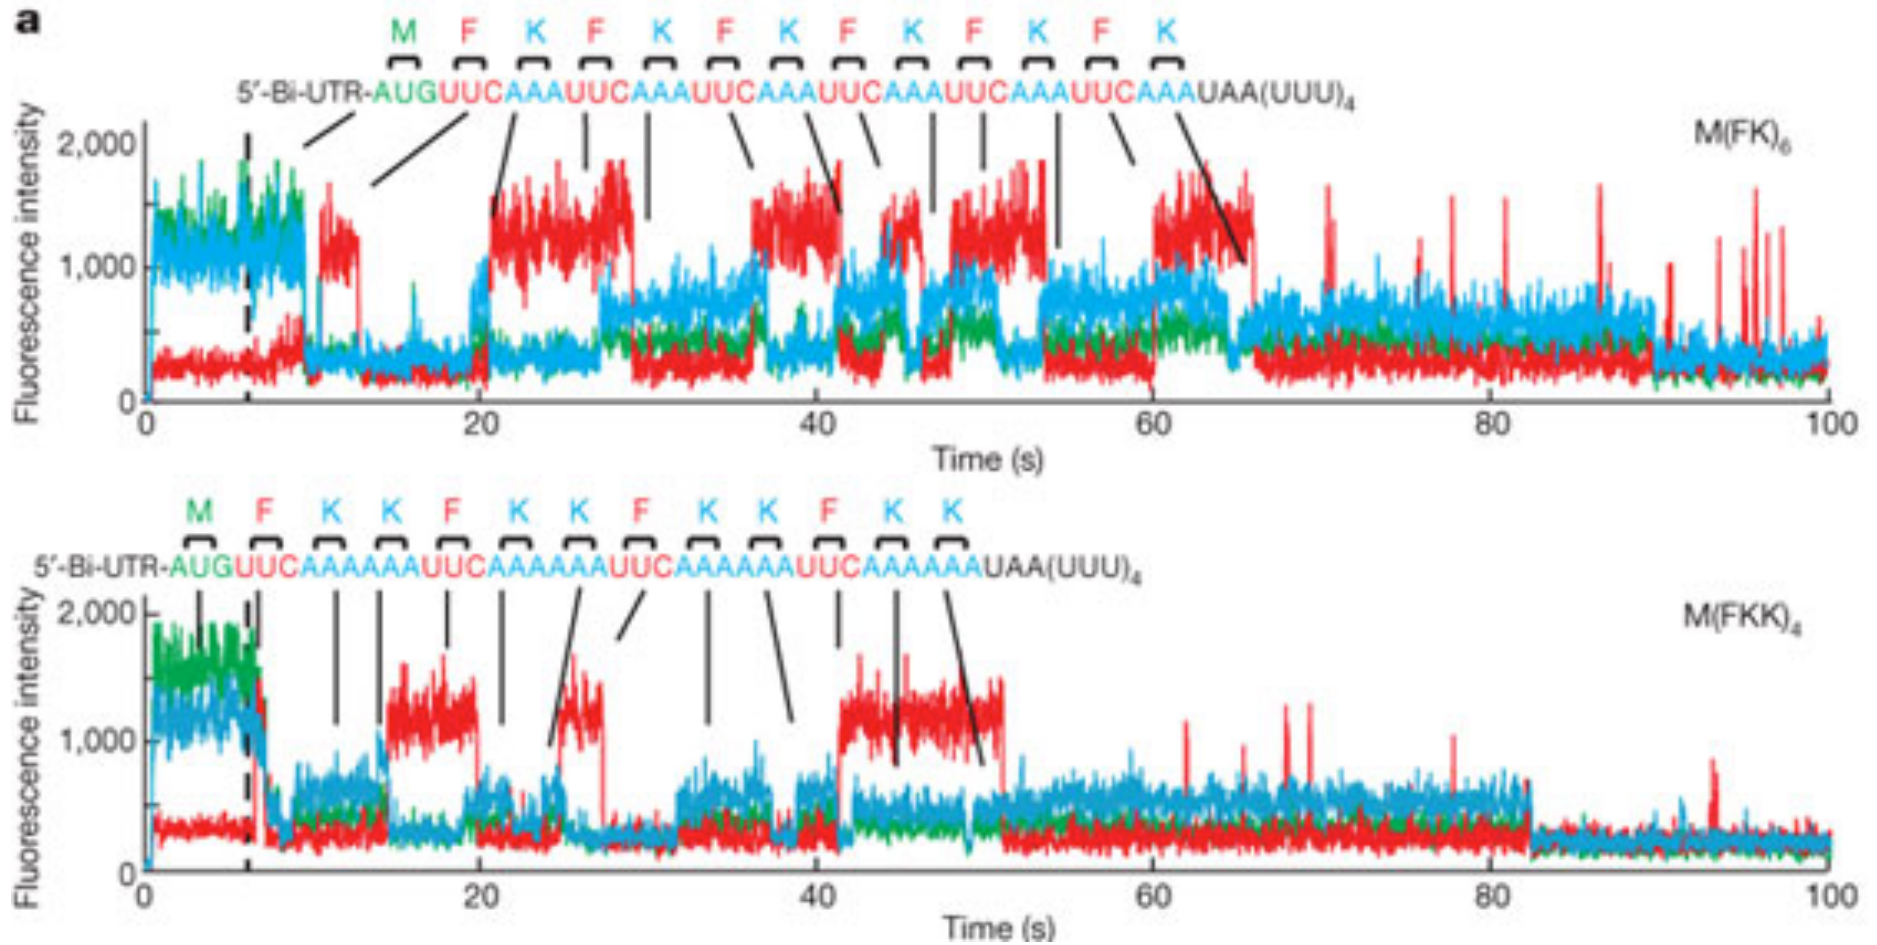 a
M F K F K F K F K F K F K
5′-Bi-UTR-AUGUUCAAAUUCAAAUUCAAAUUCAAAUUCAAAUUCAAAUAA(UUU)4
M(FK)6
Fluorescence intensity
2,000
1,000
0
0 20 40 60 80 100
Time (s)
M F K K F K K F K K F K K
5′-Bi-UTR-AUGUUCAAAAAAUUCAAAAAAUUCAAAAAAUUCAAAAAAUAA(UUU)4
M(FKK)4
Fluorescence intensity
2,000
1,000
0
0 20 40 60 80 100
Time (s)